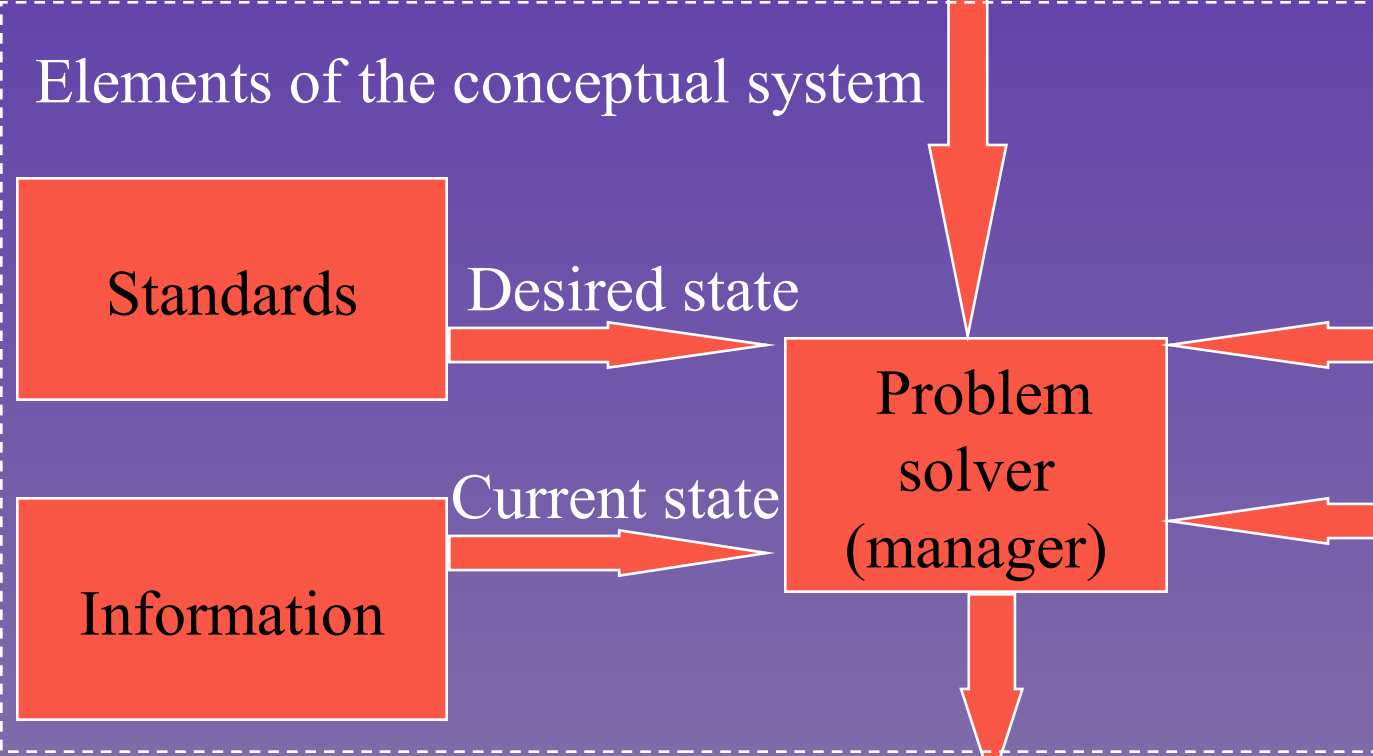 Elements of the conceptual system
Standards
Desired state
Problem
solver
(manager)
Current state
Information